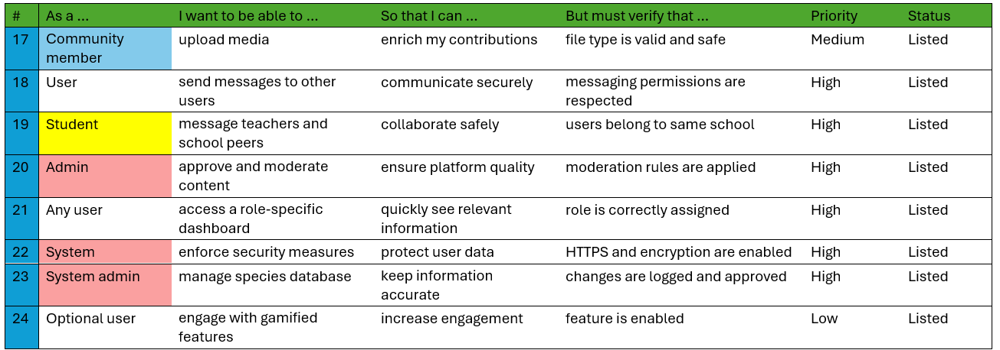 # As a ... I want to be able to ... So that I can ... But must verify that ... Priority Status
17 Community member upload media enrich my contributions file type is valid and safe Medium Listed
18 User send messages to other users communicate securely messaging permissions are respected High Listed
19 Student message teachers and school peers collaborate safely users belong to same school High Listed
20 Admin approve and moderate content ensure platform quality moderation rules are applied High Listed
21 Any user access a role-specific dashboard quickly see relevant information role is correctly assigned High Listed
22 System enforce security measures protect user data HTTPS and encryption are enabled High Listed
23 System admin manage species database keep information accurate changes are logged and approved High Listed
24 Optional user engage with gamified features increase engagement feature is enabled Low Listed